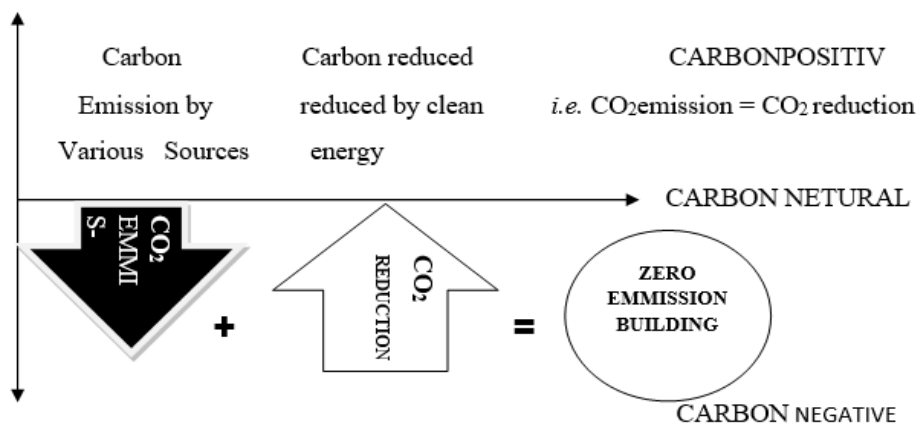 Carbon
Emission by
Various Sources
Carbon reduced
reduced by clean
energy
CARBONPOSITIV
i.e. CO₂emission = CO₂ reduction
CARBON NETURAL
CO₂
EMMI
S-
+
CO₂
REDUCTION
=
ZERO
EMMISSION
BUILDING
CARBON NEGATIVE